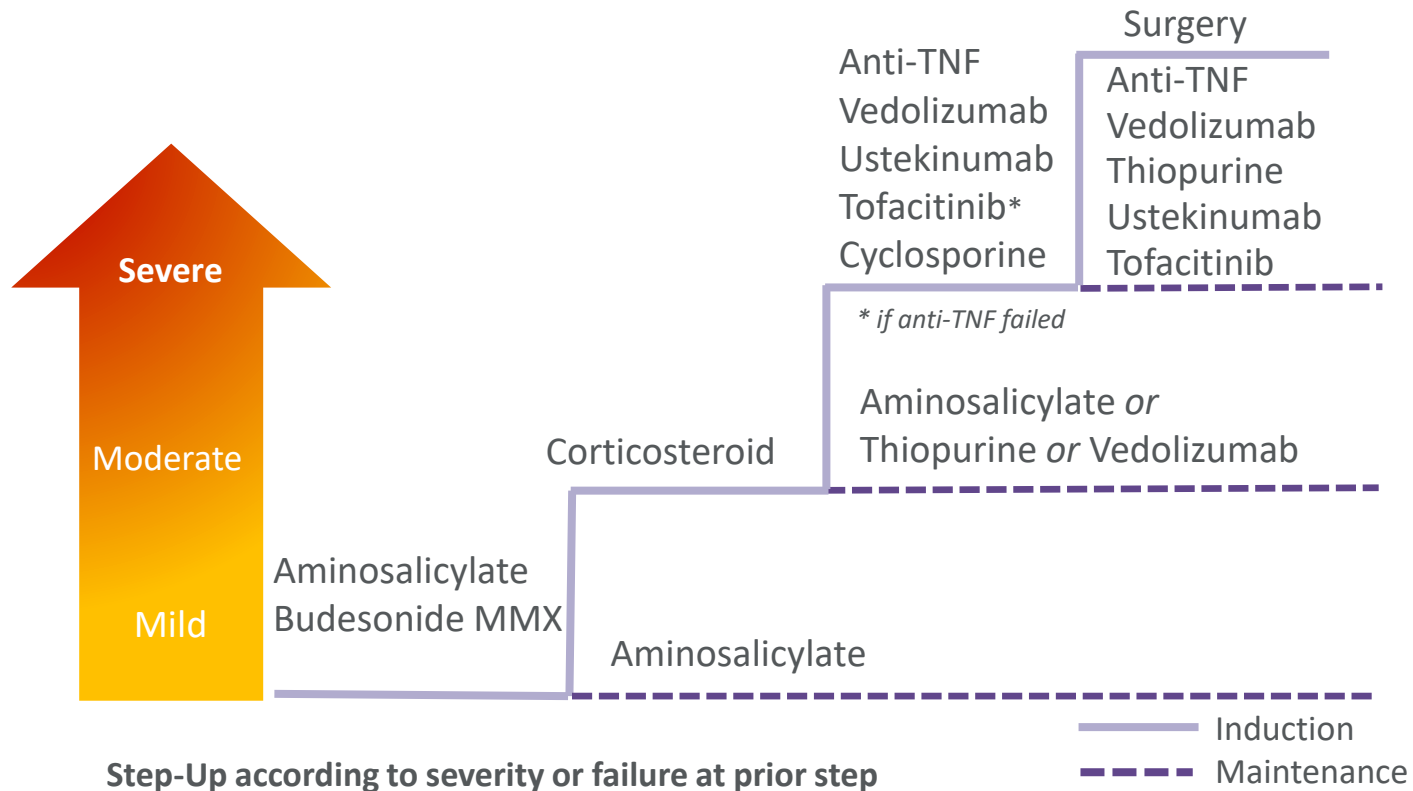 Surgery
Anti-TNF
Vedolizumab
Ustekinumab
Tofacitinib*
Cyclosporine
Anti-TNF
Vedolizumab
Thiopurine
Ustekinumab
Tofacitinib
* if anti-TNF failed
Severe
Moderate
Mild
Corticosteroid
Aminosalicylate or
Thiopurine or Vedolizumab
Aminosalicylate
Budesonide MMX
Aminosalicylate
Induction
Maintenance
Step-Up according to severity or failure at prior step